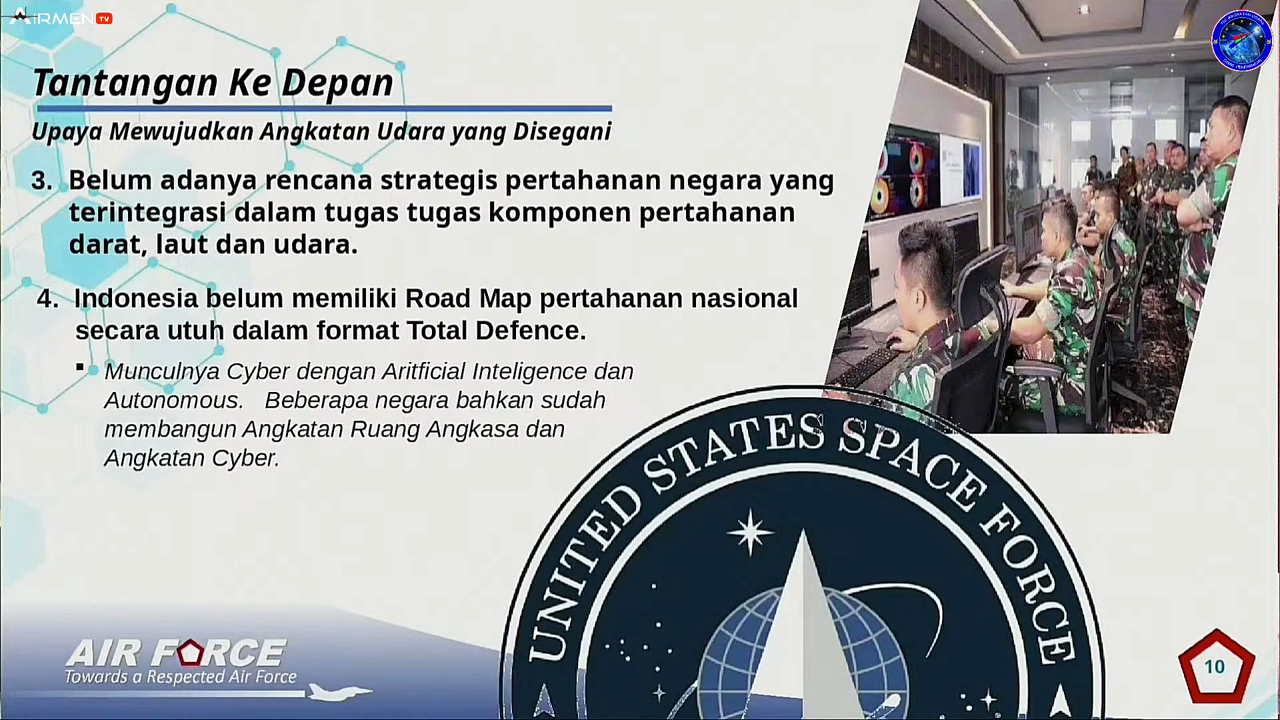 AIRMEN TV
Tantangan Ke Depan
Upaya Mewujudkan Angkatan Udara yang Disegani
3. Belum adanya rencana strategis pertahanan negara yang
terintegrasi dalam tugas tugas komponen pertahanan
darat, laut dan udara.
4. Indonesia belum memiliki Road Map pertahanan nasional
secara utuh dalam format Total Defence.
▪ Munculnya Cyber dengan Aritficial Inteligence dan
Autonomous. Beberapa negara bahkan sudah
membangun Angkatan Ruang Angkasa dan
Angkatan Cyber.
UNITED STATES SPACE FORCE
AIR FORCE
Towards a Respected Air Force
10